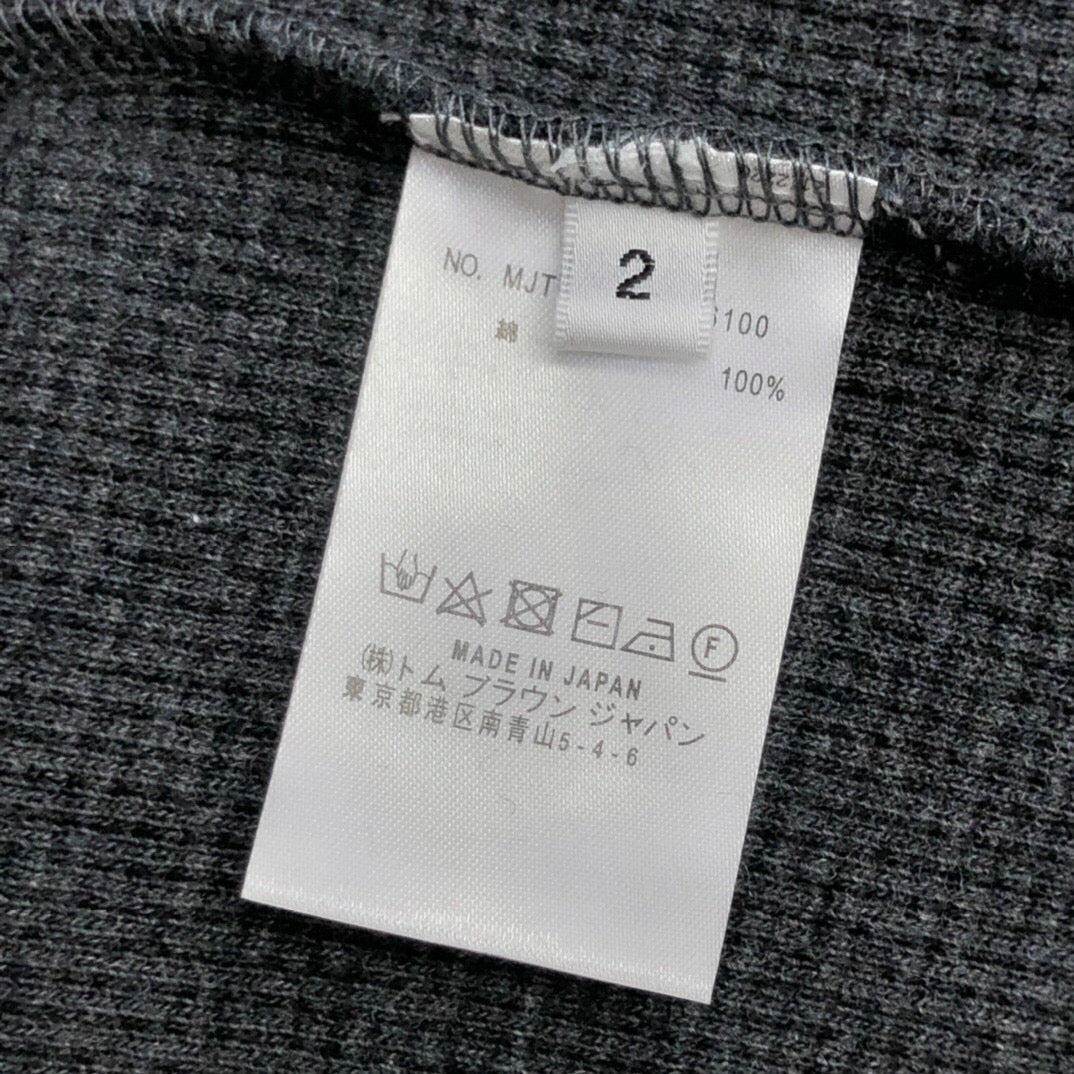 2
NO. MJT 6100
綿 100%
F
MADE IN JAPAN
㈱トム ブラウン ジャパン
東京都港区南青山5-4-6